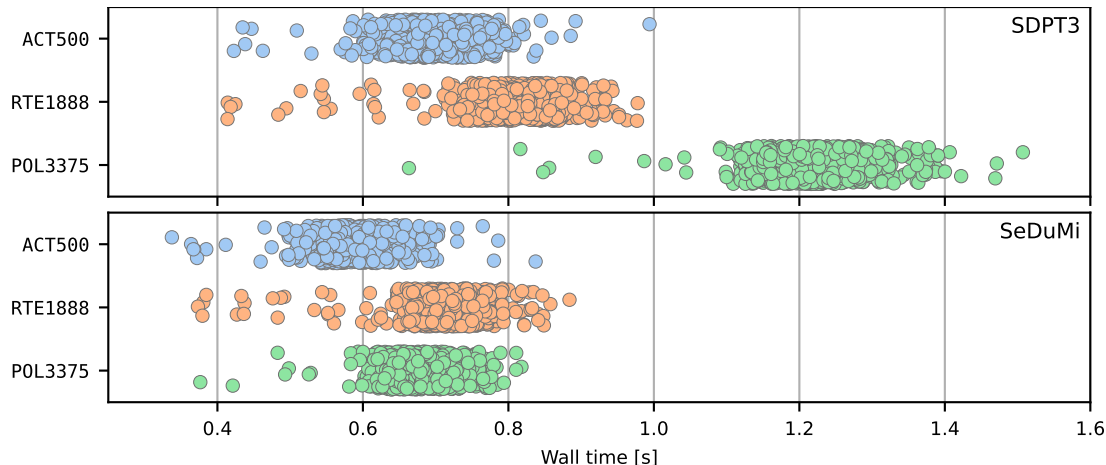 SDPT3
ACT500
RTE1888
POL3375
SeDuMi
ACT500
RTE1888
POL3375
0.4 0.6 0.8 1.0 1.2 1.4 1.6
Wall time [s]